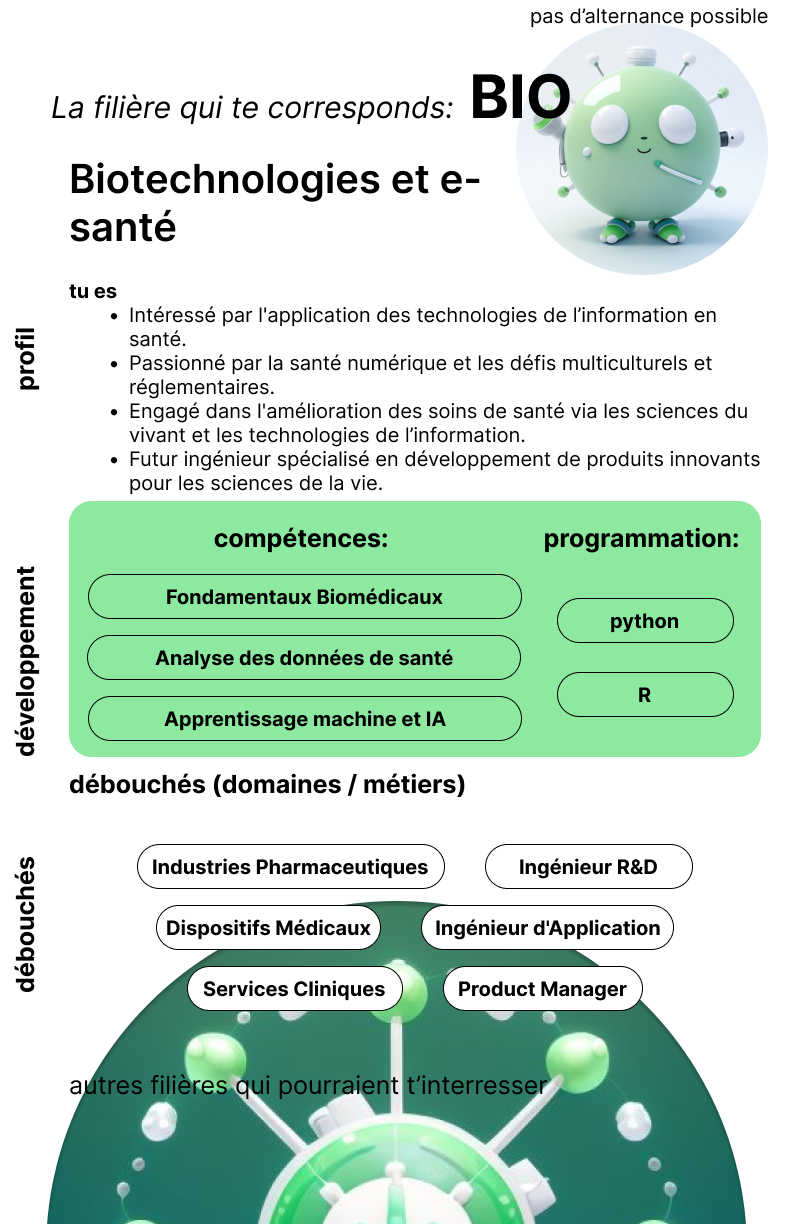 pas d’alternance possible
La filière qui te corresponds: BIO
Biotechnologies et e-
santé
profil
tu es
• Intéressé par l'application des technologies de l’information en
santé.
• Passionné par la santé numérique et les défis multiculturels et
réglementaires.
• Engagé dans l'amélioration des soins de santé via les sciences du
vivant et les technologies de l’information.
• Futur ingénieur spécialisé en développement de produits innovants
pour les sciences de la vie.
développement
compétences:
Fondamentaux Biomédicaux
Analyse des données de santé
Apprentissage machine et IA
programmation:
python
R
débouchés (domaines / métiers)
débouchés
Industries Pharmaceutiques
Ingénieur R&D
Dispositifs Médicaux
Ingénieur d'Application
Services Cliniques
Product Manager
autres filières qui pourraient t’interresser